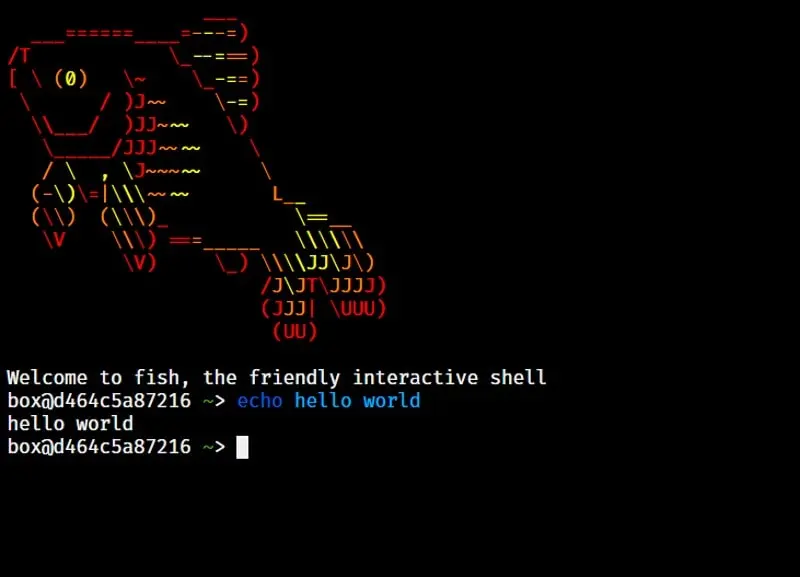 Welcome to fish, the friendly interactive shell
box@d464c5a87216 ~> echo hello world
hello world
box@d464c5a87216 ~>